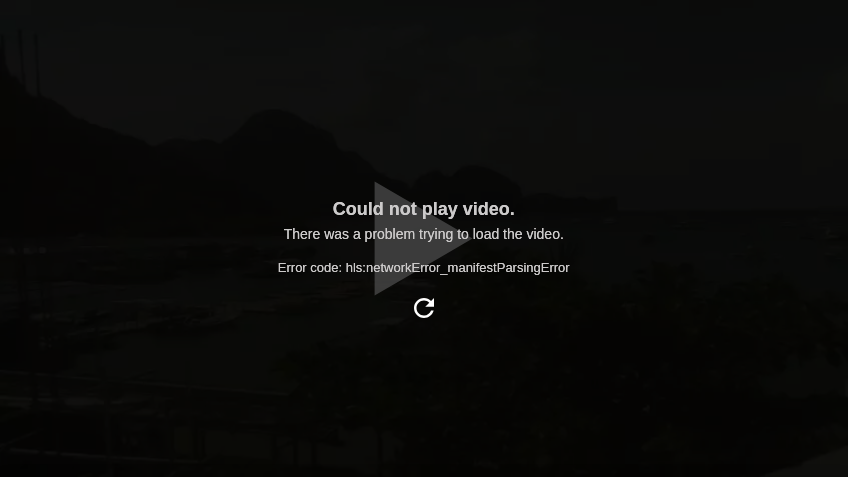 Could not play video.
There was a problem trying to load the video.
Error code: hls:networkError_manifestParsingError